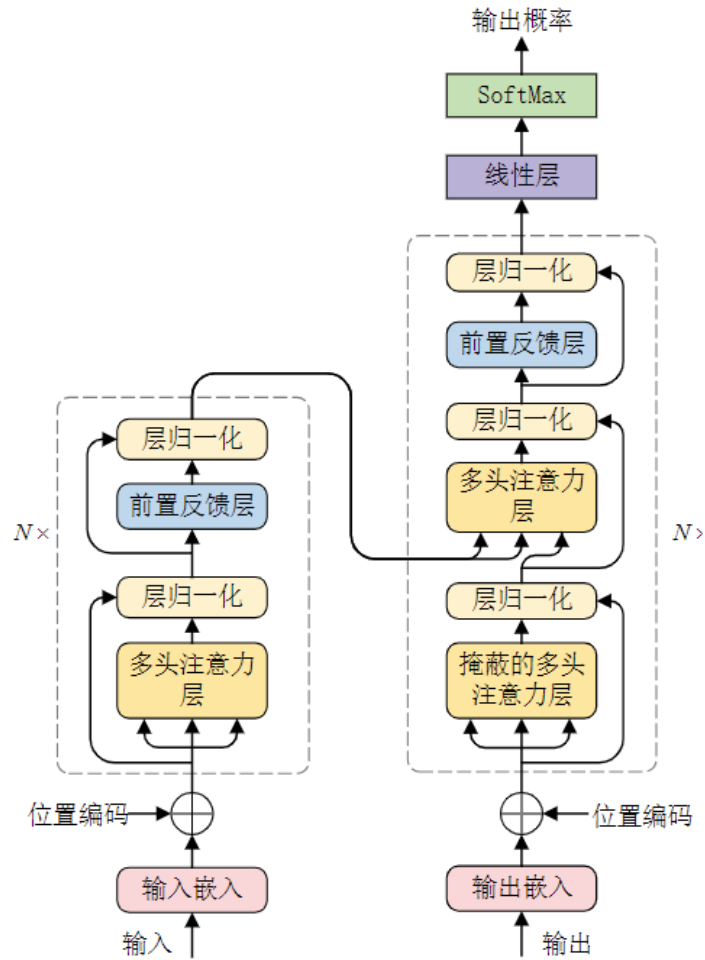 输出概率
SoftMax
线性层
层归一化
前置反馈层
层归一化
多头注意力
层
层归一化
掩蔽的多头
注意力层
N×
位置编码
输出嵌入
输出
层归一化
前置反馈层
N×
层归一化
多头注意力
层
位置编码
输入嵌入
输入